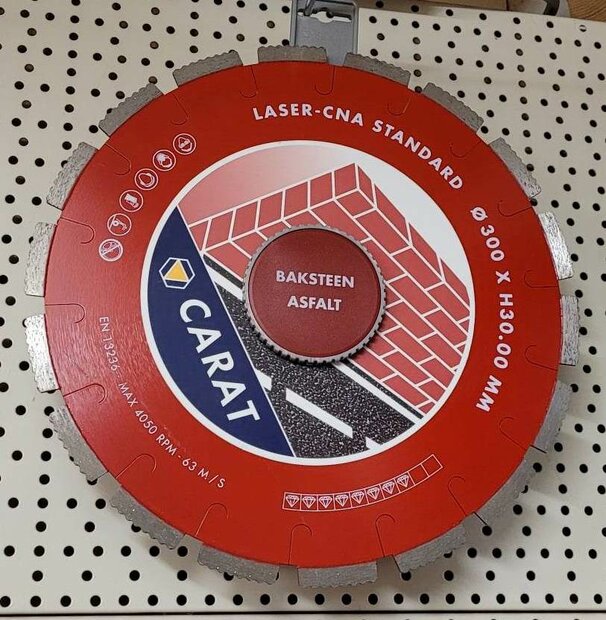 LASER-CNA STANDARD Ø300 X H30.00 MM
BAKSTEEN
ASFALT
CARAT
EN 13236 MAX 4050 RPM - 63 M/S